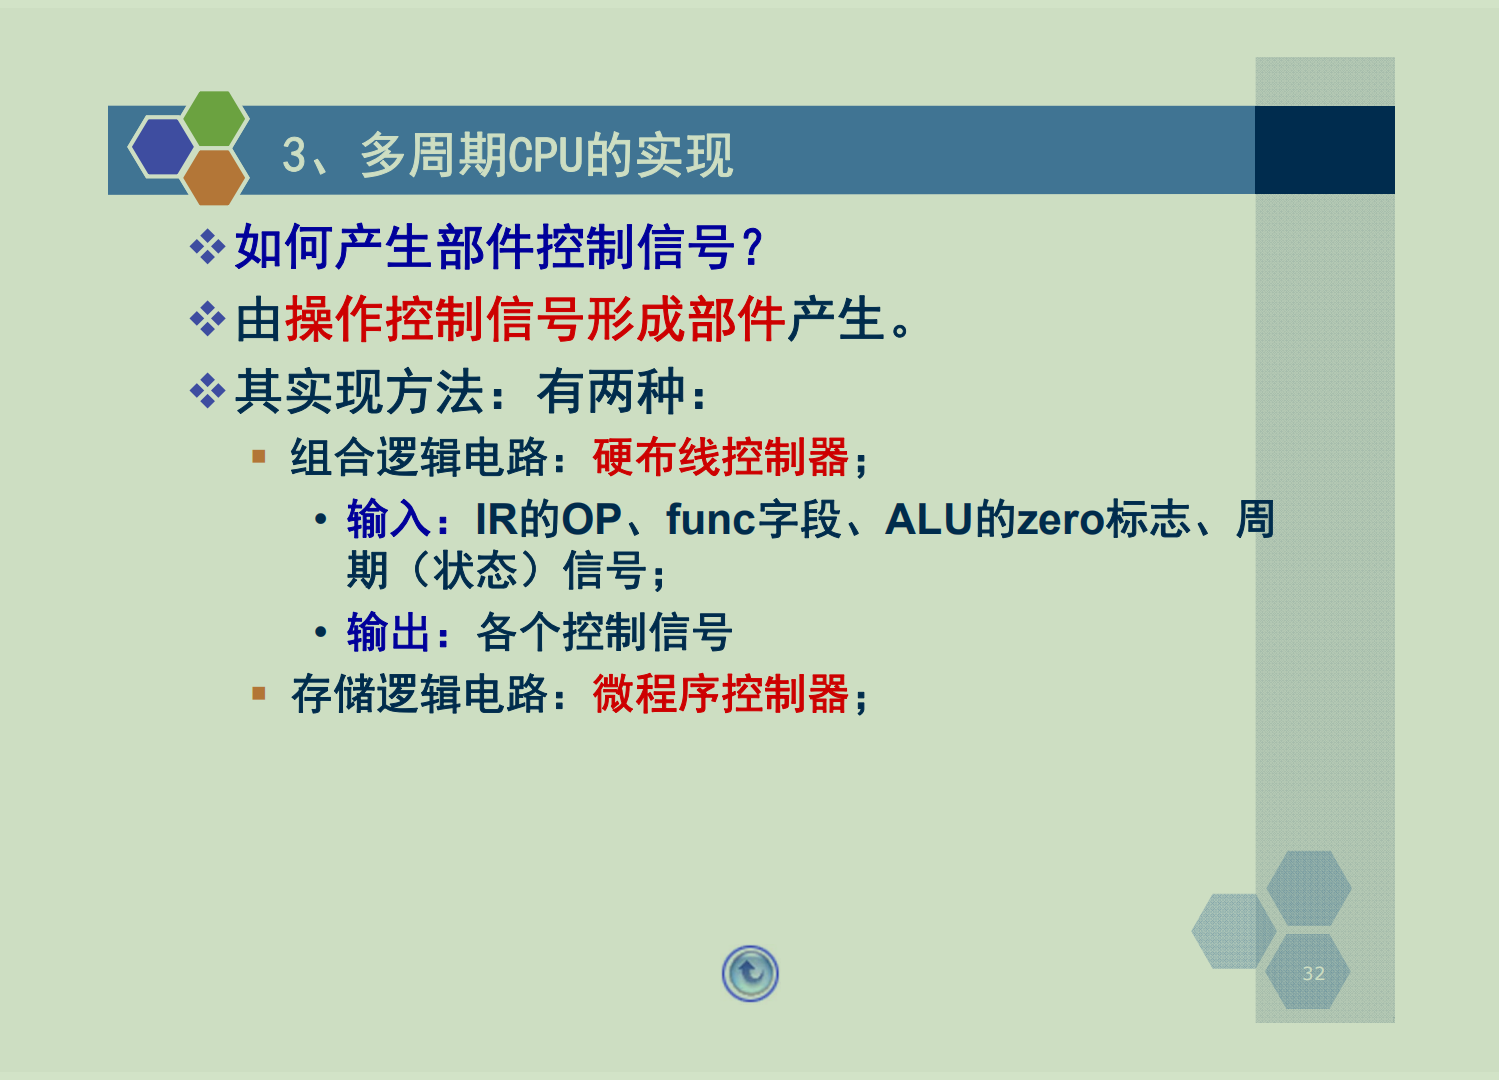 3、多周期CPU的实现
如何产生部件控制信号?
由操作控制信号形成部件产生。
其实现方法：有两种：
组合逻辑电路：硬布线控制器；
• 输入：IR的OP、func字段、ALU的zero标志、周
期（状态）信号；
• 输出：各个控制信号
存储逻辑电路：微程序控制器；
32